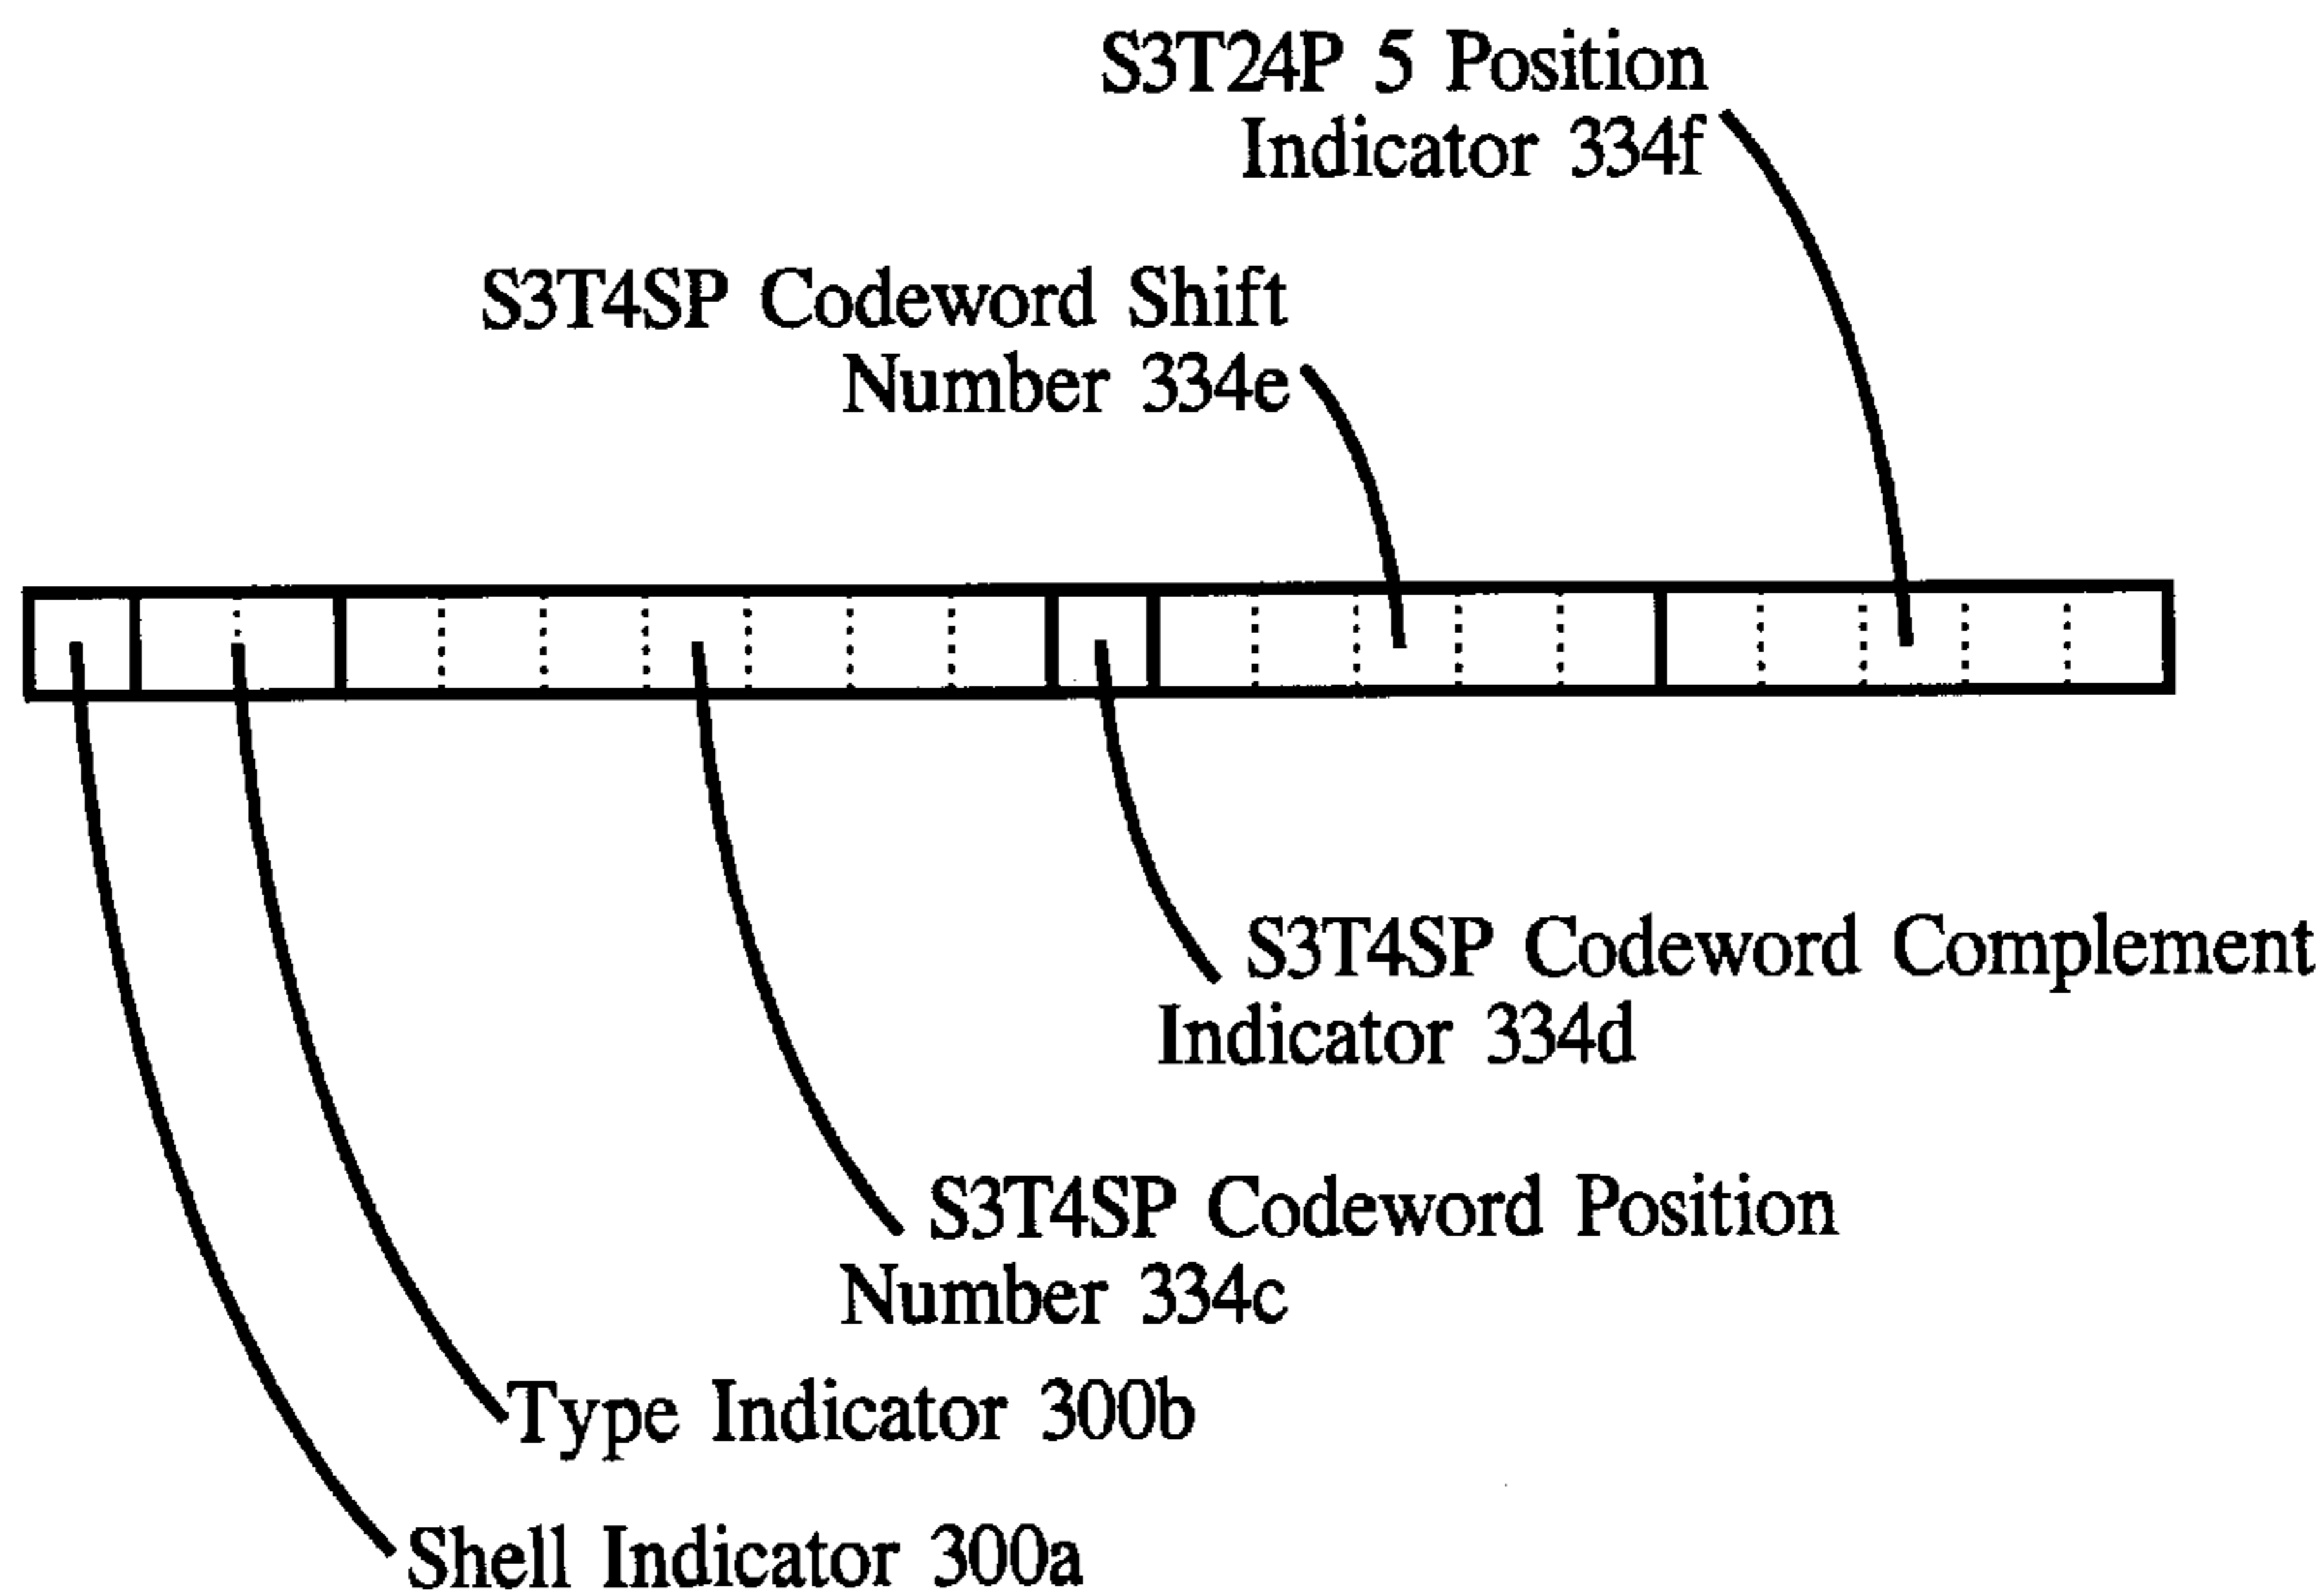 S3T24P 5 Position
Indicator 334f
S3T4SP Codeword Shift
Number 334e
S3T4SP Codeword Complement
Indicator 334d
S3T4SP Codeword Position
Number 334c
Type Indicator 300b
Shell Indicator 300a